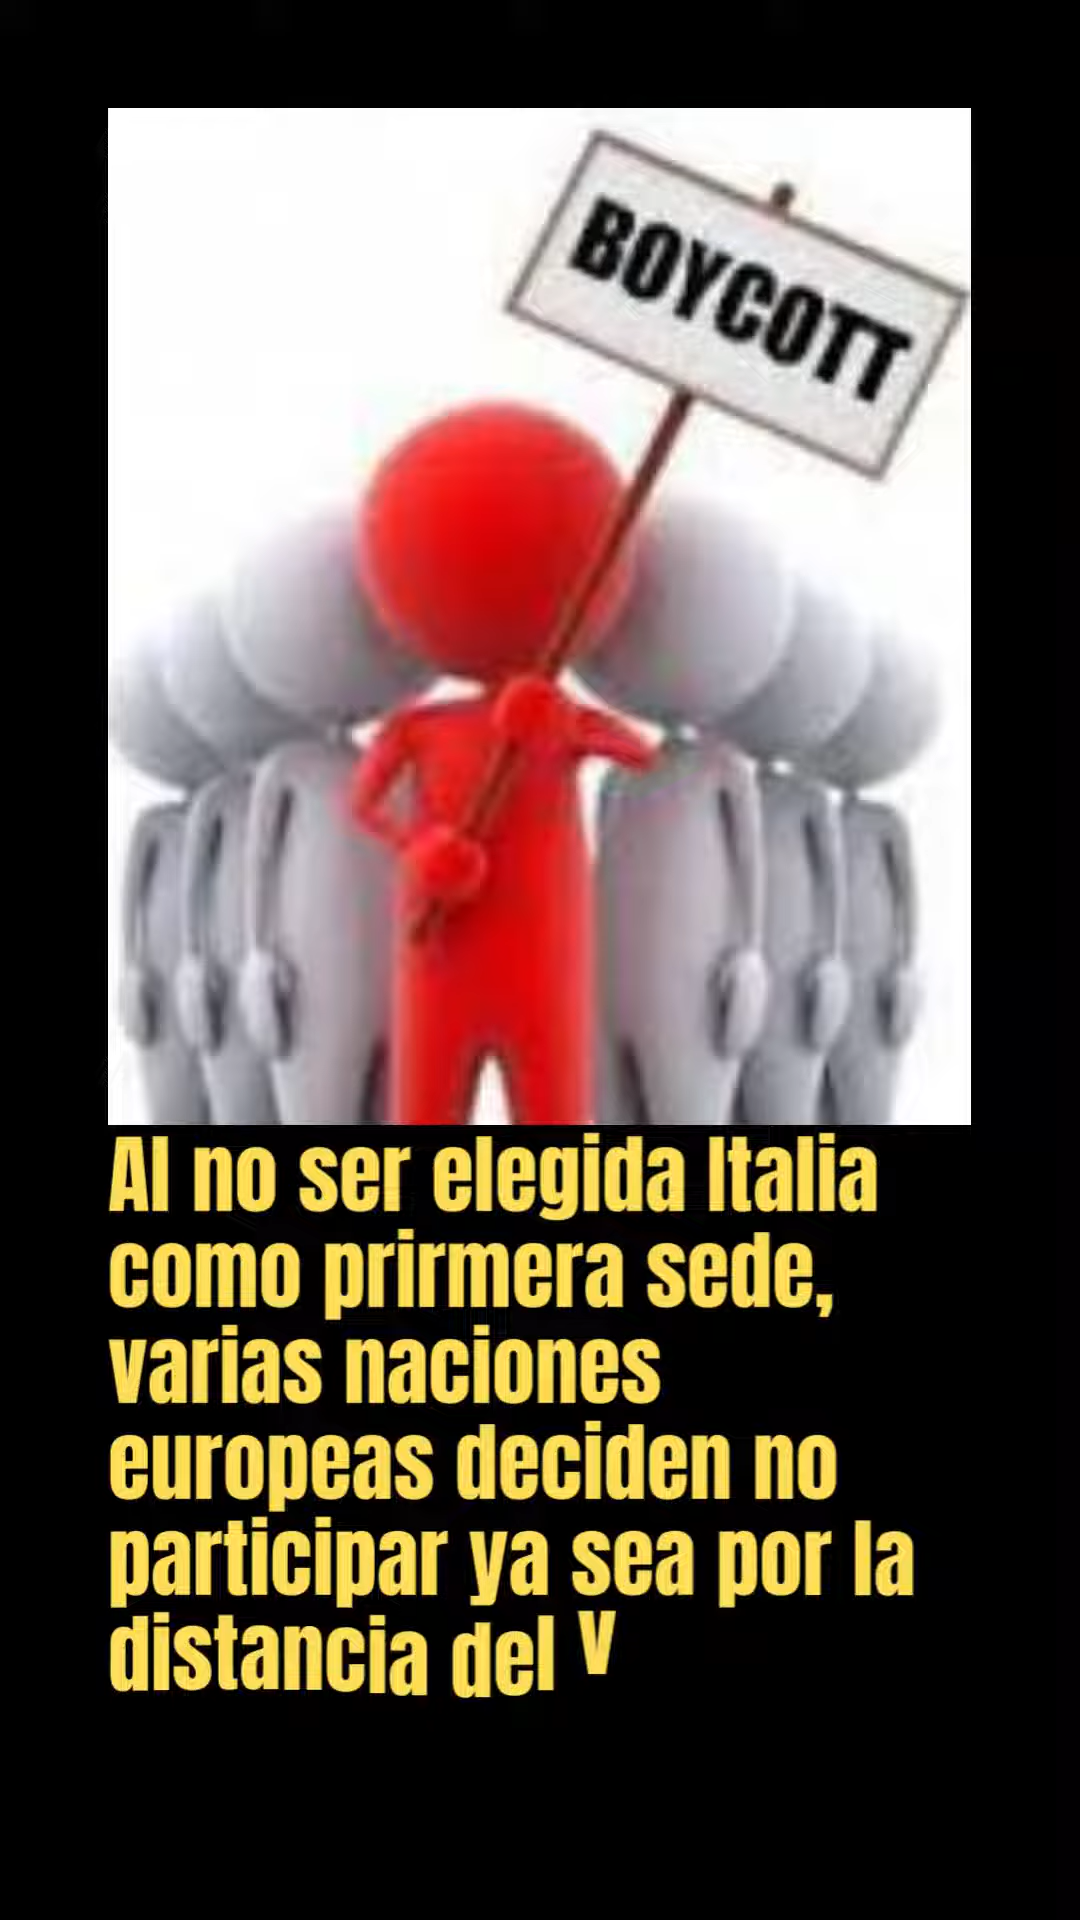 BOYCOTT
Al no ser elegida Italia
como prirmera sede,
varias naciones
europeas deciden no
participar ya sea por la
distancia del V